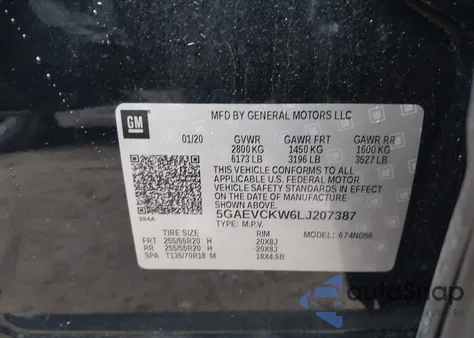 GM
MFD BY GENERAL MOTORS LLC
01/20 GVWR GAWR FRT GAWR RR
2800 KG 1450 KG 1600 KG
6173 LB 3196 LB 3527 LB
THIS VEHICLE CONFORMS TO ALL
APPLICABLE U.S. FEDERAL MOTOR
VEHICLE SAFETY STANDARDS IN EFFECT
ON THE DATE OF MANUFACTURE
SHOWN ABOVE.
384A
5GAEVCKW6LJ207387
TYPE: M.P.V. MODEL: 674ND56
TIRE SIZE RIM
FRT 255/55R20 H 20X8J
RR 255/55R20 H 20X8J
SPA T135/70R18 M 18X4.5B
autoSnap